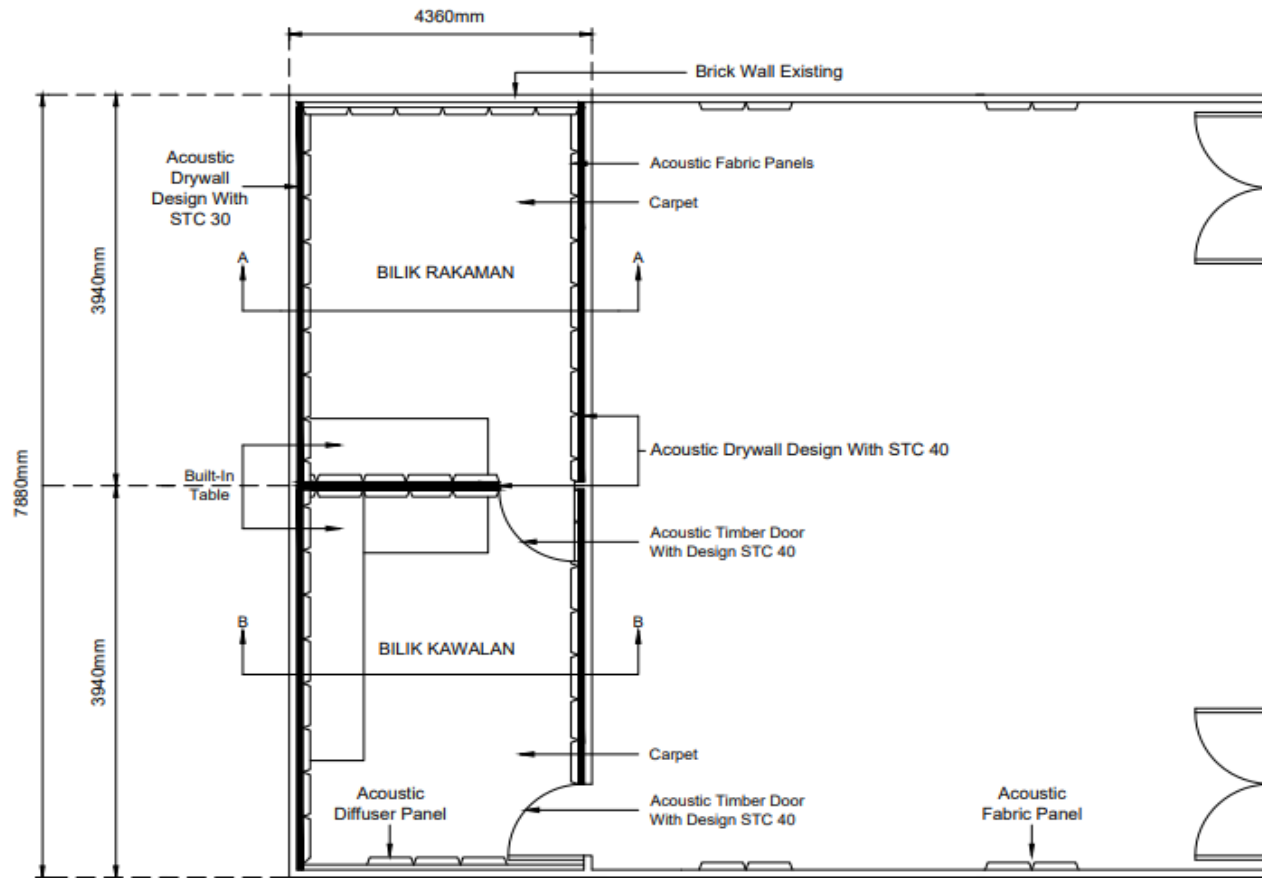 4360mm
Brick Wall Existing
Acoustic
Drywall
Design With
STC 30
Acoustic Fabric Panels
Carpet
A
A
BILIK RAKAMAN
3940mm
7880mm
Built-In
Table
Acoustic Drywall Design With STC 40
Acoustic Timber Door
With Design STC 40
B
B
BILIK KAWALAN
3940mm
Carpet
Acoustic
Diffuser Panel
Acoustic Timber Door
With Design STC 40
Acoustic
Fabric Panel